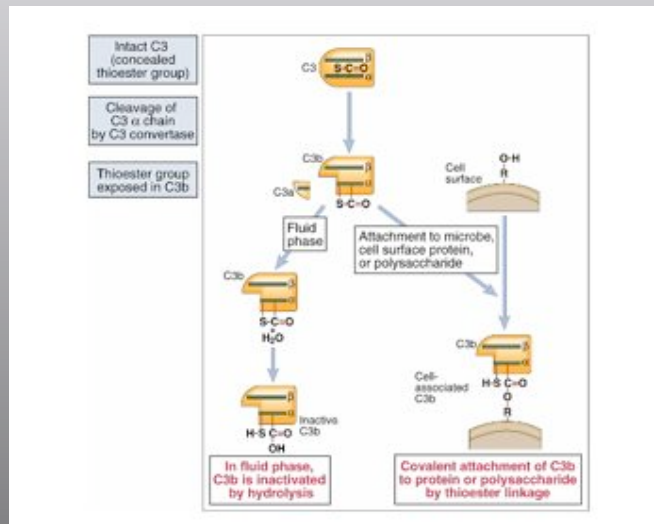 Intact C3
(concealed
thioester group)
Cleavage of
C3 α chain
by C3 convertase
Thioester group
exposed in C3b
C3
β
S-C=O
α
C3b
β
α
C3a
S-C=O
O-H
R
Cell
surface
Fluid
phase
Attachment to microbe,
cell surface protein,
or polysaccharide
C3b
β
α
S-C=O
H₂O
C3b
β
α
H-S C=O
O
R
Cell-
associated
C3b
β
α
Inactive
C3b
H-S C=O
OH
In fluid phase,
C3b is inactivated
by hydrolysis
Covalent attachment of C3b
to protein or polysaccharide
by thioester linkage